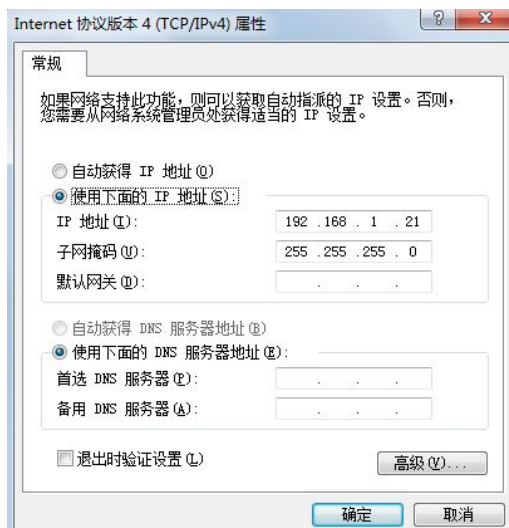 Internet 协议版本 4 (TCP/IPv4) 属性
常规
如果网络支持此功能，则可以获取自动指派的 IP 设置。否则，
您需要从网络系统管理员处获得适当的 IP 设置。
自动获得 IP 地址(O)
使用下面的 IP 地址(S):
IP 地址(I): 192 .168 . 1 . 21
子网掩码(U): 255 .255 .255 . 0
默认网关(D): . . .
自动获得 DNS 服务器地址(B)
使用下面的 DNS 服务器地址(E):
首选 DNS 服务器(P): . . .
备用 DNS 服务器(A): . . .
退出时验证设置(L)
高级(V)...
确定 取消